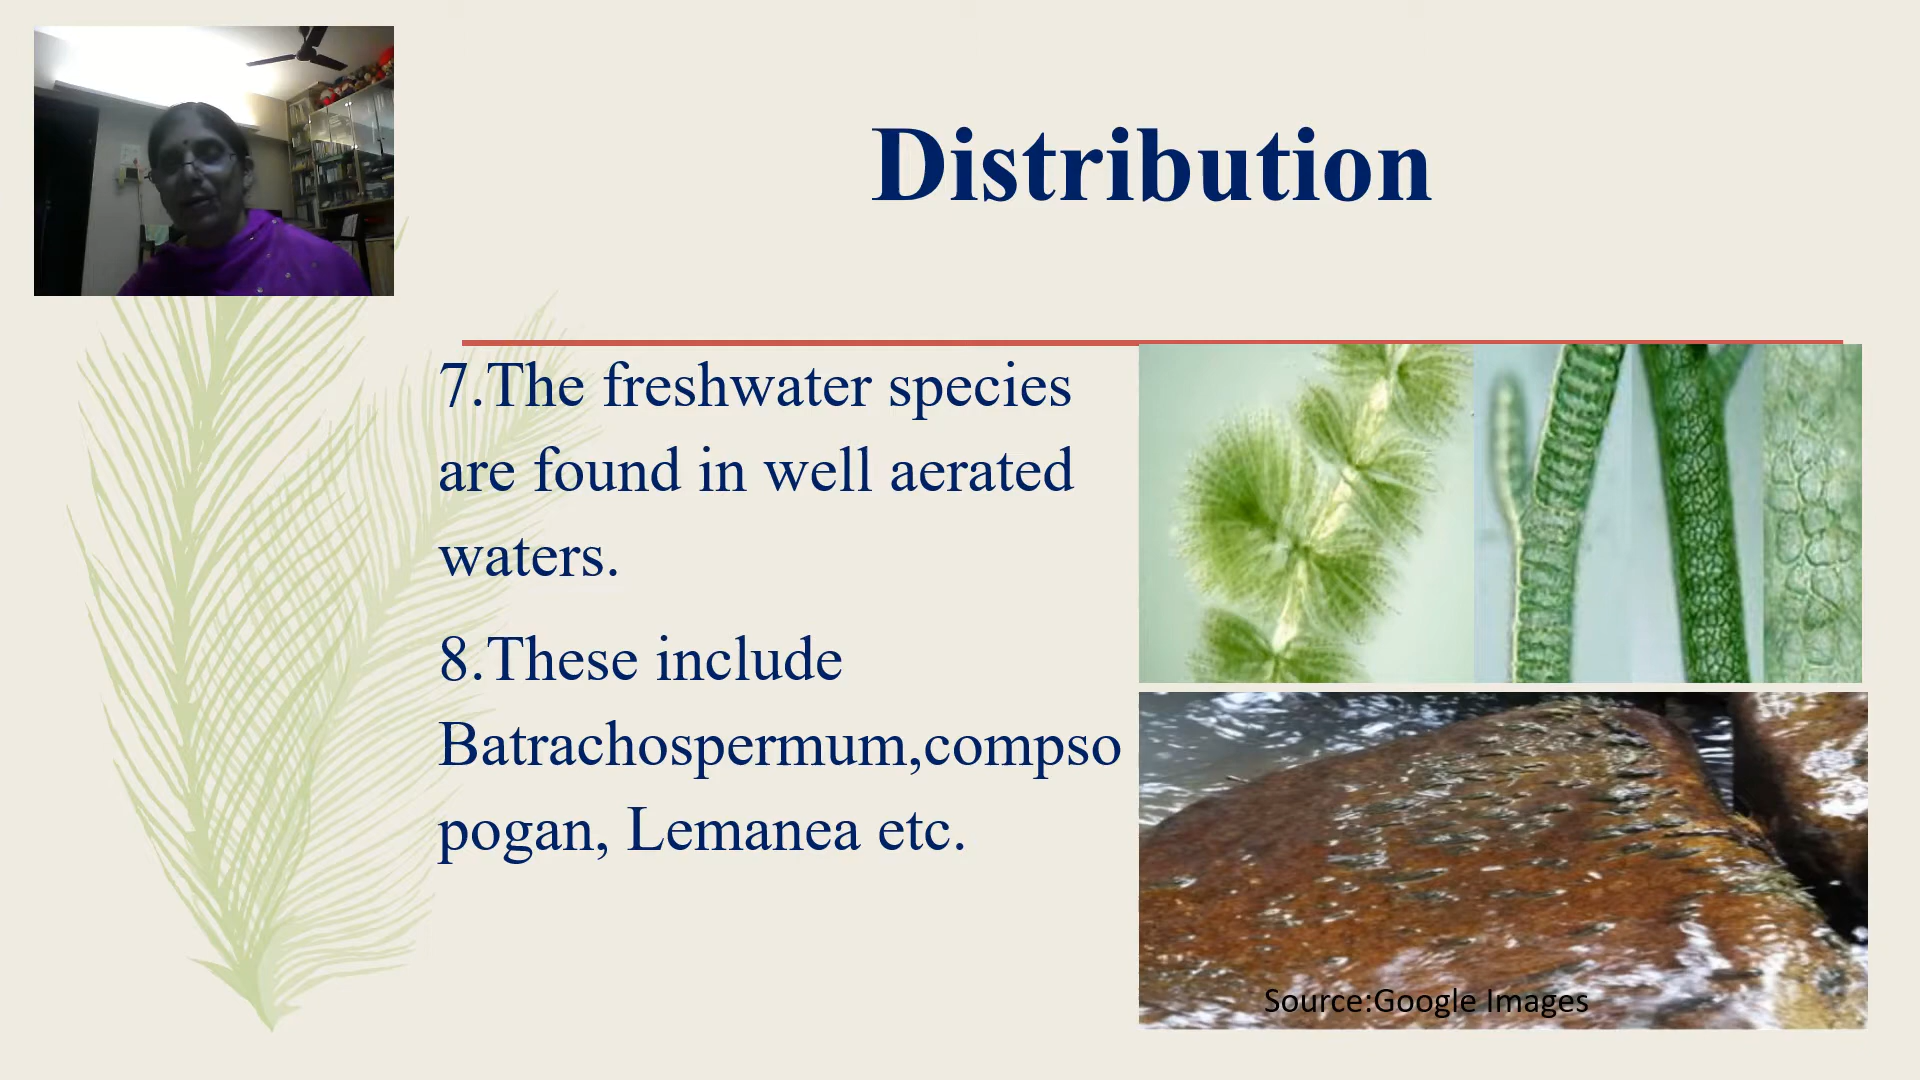 Distribution
7.The freshwater species
are found in well aerated
waters.
8.These include
Batrachospermum,compso
pogan, Lemanea etc.
Source:Google Images